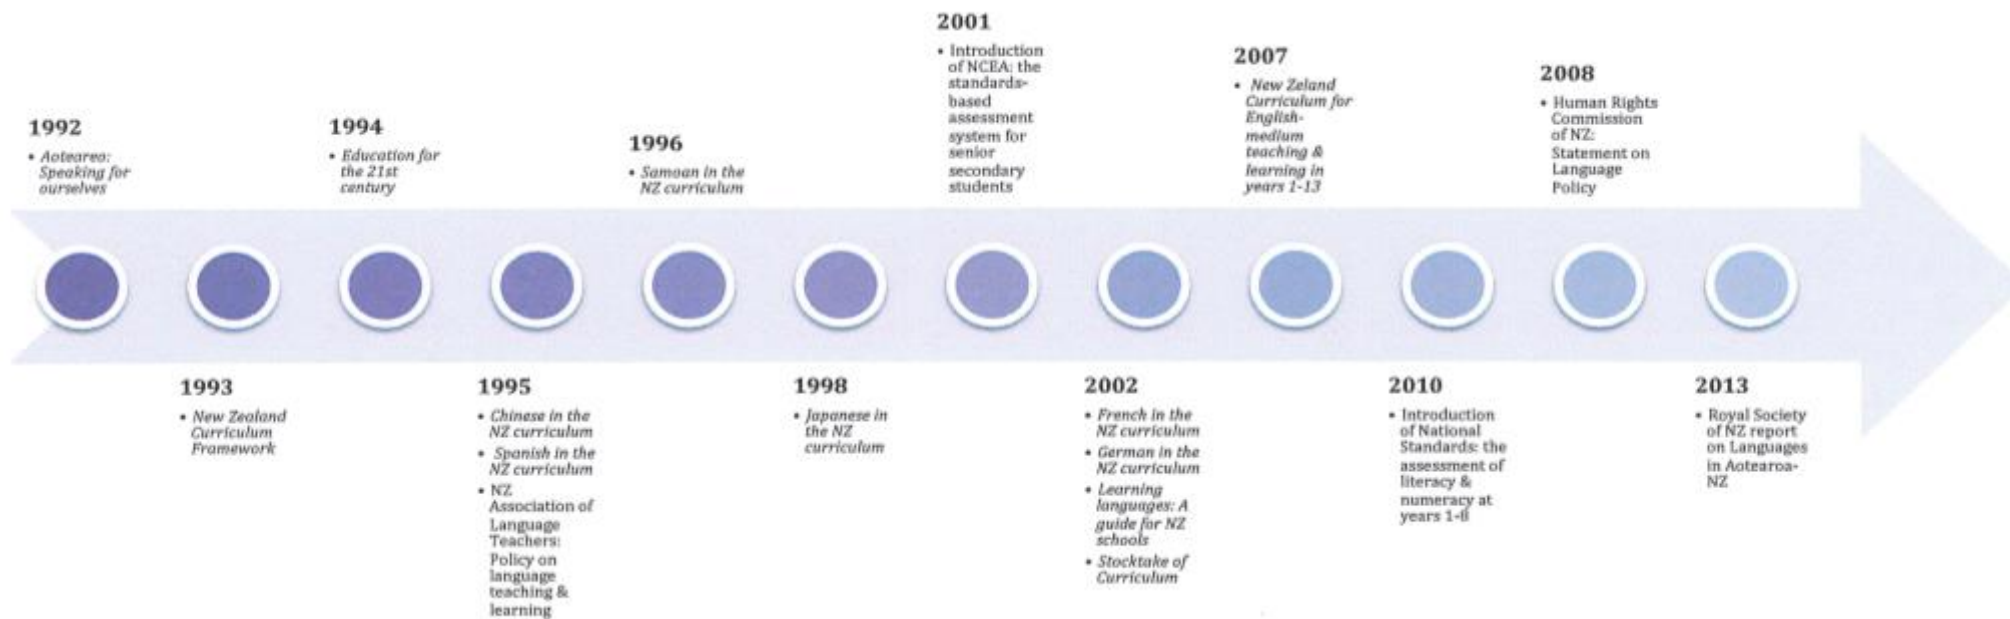 1992
• Aotearea:
Speaking for
ourselves
1993
• New Zealand
Curriculum
Framework
1994
• Education for
the 21st
century
1995
• Chinese in the
NZ curriculum
• Spanish in the
NZ curriculum
• NZ
Association of
Language
Teachers:
Policy on
language
teaching &
learning
1996
• Samoan in the
NZ curriculum
1998
• Japanese in
the NZ
curriculum
2001
• Introduction
of NCEA: the
standards-
based
assessment
system for
senior
secondary
students
2002
• French in the
NZ curriculum
• German in the
NZ curriculum
• Learning
languages: A
guide for NZ
schools
• Stocktake of
Curriculum
2007
• New Zeland
Curriculum for
English-
medium
teaching &
learning in
years 1-13
2010
• Introduction
of National
Standards: the
assessment of
literacy &
numeracy at
years 1-8
2008
• Human Rights
Commission
of NZ:
Statement on
Language
Policy
2013
• Royal Society
of NZ report
on Languages
in Aotearoa-
NZ